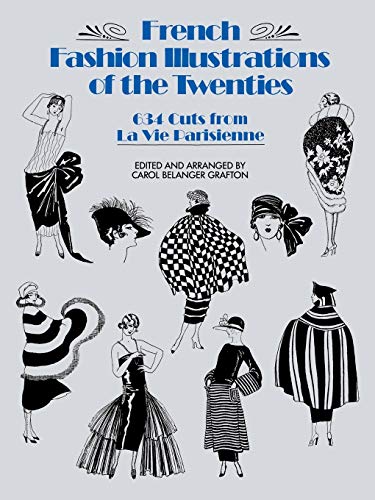 French
Fashion Illustrations
of the Twenties
634 Cuts from
La Vie Parisienne
EDITED AND ARRANGED BY
CAROL BELANGER GRAFTON